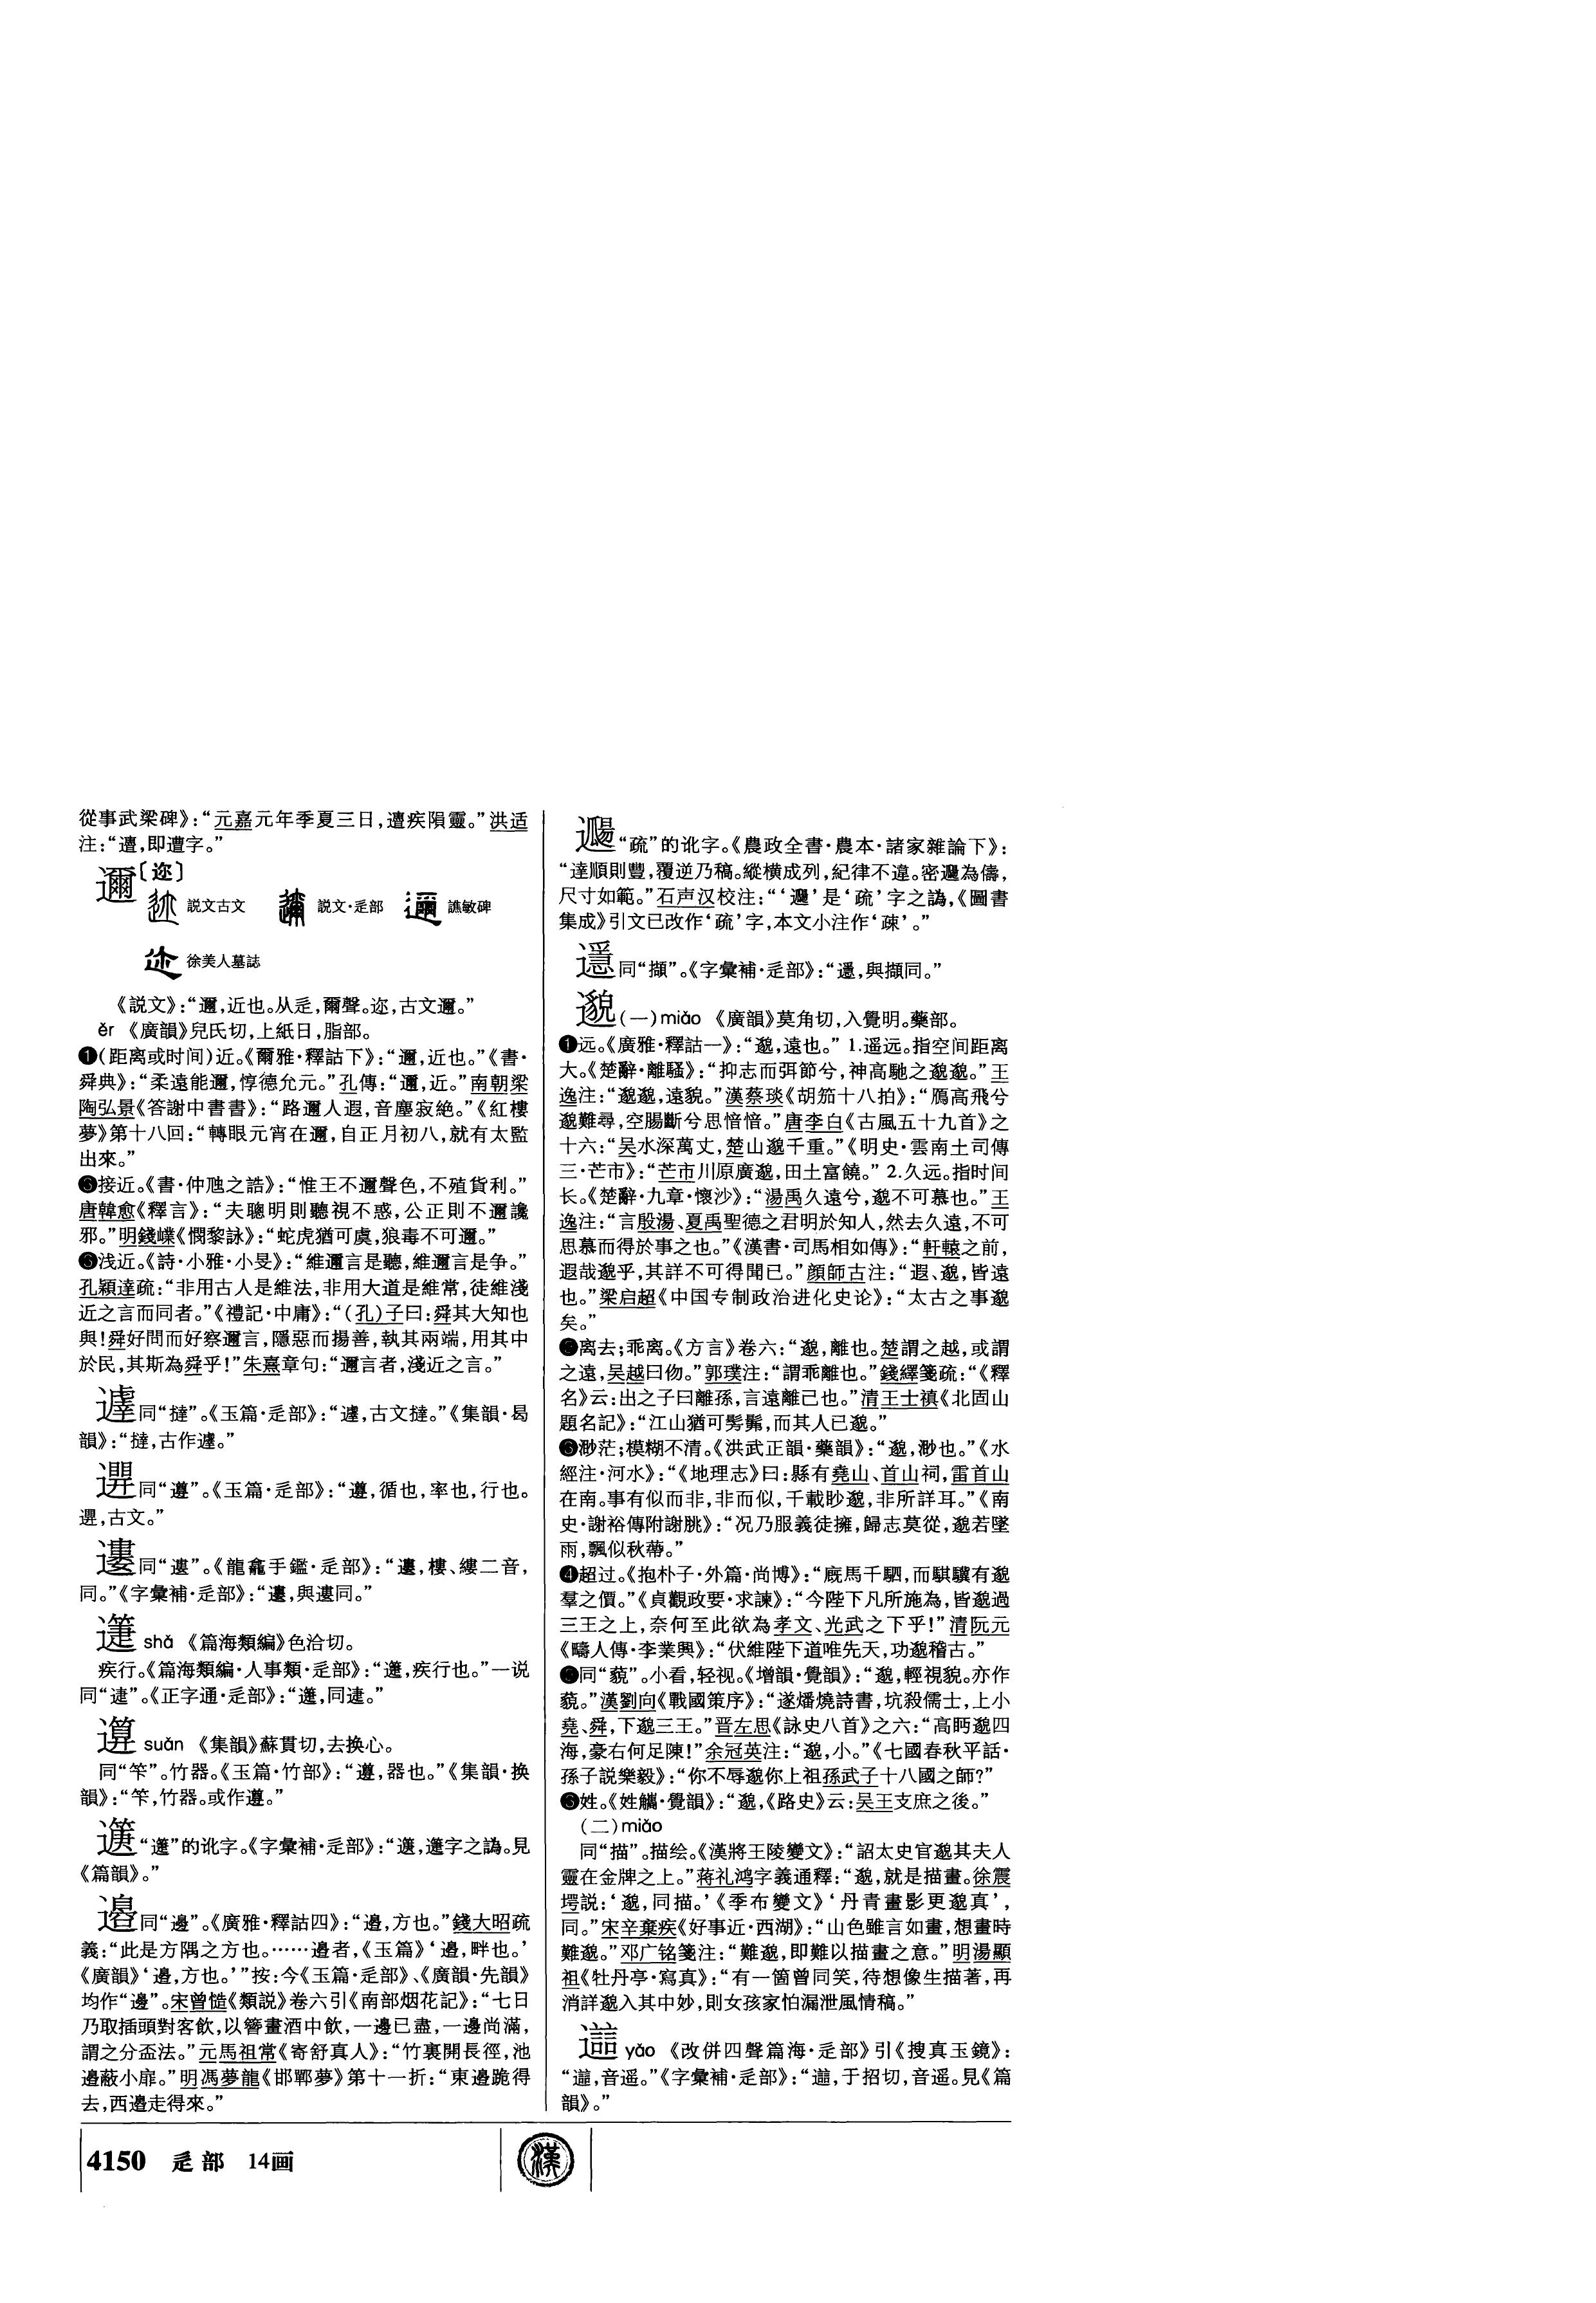 從事武梁碑》：“元嘉元年季夏三日，遭疾隕靈。”洪适
注：“，即遭字。”
邇〔迩〕
説文古文　説文·辵部　譙敏碑
徐美人墓誌
《説文》：“邇，近也。从辵，爾聲。迩，古文邇。”
ěr　《廣韻》兒氏切，上紙日，脂部。
❶（距离或时间）近。《爾雅·釋詁下》：“邇，近也。”《書·
舜典》：“柔遠能邇，惇德允元。”孔傳：“邇，近。”南朝梁
陶弘景《答謝中書書》：“路邇人遐，音塵寂絶。”《紅樓
夢》第十八回：“轉眼元宵在邇，自正月初八，就有太監
出來。”
❷接近。《書·仲虺之誥》：“惟王不邇聲色，不殖貨利。”
唐韓愈《釋言》：“夫聰明則聽視不惑，公正則不邇讒
邪。”明錢嶫《憫黎詠》：“蛇虎猶可虞，狼毒不可邇。”
❸浅近。《詩·小雅·小旻》：“維邇言是聽，維邇言是争。”
孔穎達疏：“非用古人是維法，非用大道是維常，徒維淺
近之言而同者。”《禮記·中庸》：“（孔）子曰：舜其大知也
與！舜好問而好察邇言，隱惡而揚善，執其兩端，用其中
於民，其斯為舜乎！”朱熹章句：“邇言者，淺近之言。”
同“撻”。《玉篇·辵部》：“，古文撻。”《集韻·曷
韻》：“撻，古作。”
同“遵”。《玉篇·辵部》：“遵，循也，率也，行也。
，古文。”
同“遱”。《龍龕手鑑·辵部》：“，樓、縷二音，
同。”《字彙補·辵部》：“，與遱同。”
shà　《篇海類編》色洽切。
疾行。《篇海類編·人事類·辵部》：“，疾行也。”一说
同“”。《正字通·辵部》：“，同。”
suǎn　《集韻》蘇貫切，去换心。
同“笇”。竹器。《玉篇·竹部》：“，器也。”《集韻·换
韻》：“笇，竹器。或作。”
“”的讹字。《字彙補·辵部》：“，字之譌。見
《篇韻》。”
同“邊”。《廣雅·釋詁四》：“邉，方也。”錢大昭疏
義：“此是方隅之方也。……邉者，《玉篇》‘邉，畔也。’
《廣韻》‘邉，方也。’”按：今《玉篇·辵部》、《廣韻·先韻》
均作“邊”。宋曾慥《類説》卷六引《南部烟花記》：“七日
乃取插頭對客飲，以簪畫酒中飲，一邉已盡，一邉尚滿，
謂之分盃法。”元馬祖常《寄舒真人》：“竹裏開長徑，池
邉蔽小扉。”明馮夢龍《邯鄲夢》第十一折：“東邉跪得
去，西邉走得來。”
“疏”的讹字。《農政全書·農本·諸家雜論下》：
“達順則豐，覆逆乃稿。縱横成列，紀律不違。密為儔，
尺寸如範。”石声汉校注：“‘’是‘疏’字之譌，《圖書
集成》引文已改作‘疏’字，本文小注作‘疎’。”
同“擷”。《字彙補·辵部》：“，與擷同。”
邈（一）miǎo　《廣韻》莫角切，入覺明。藥部。
❶远。《廣雅·釋詁一》：“邈，遠也。”1.遥远。指空间距离
大。《楚辭·離騷》：“抑志而弭節兮，神高馳之邈邈。”王
逸注：“邈邈，遠貌。”漢蔡琰《胡笳十八拍》：“鴈高飛兮
邈難尋，空腸斷兮思愔愔。”唐李白《古風五十九首》之
十六：“吴水深萬丈，楚山邈千重。”《明史·雲南土司傳
三·芒市》：“芒市川原廣邈，田土富饒。”2.久远。指时间
长。《楚辭·九章·懷沙》：“湯禹久遠兮，邈不可慕也。”王
逸注：“言殷湯、夏禹聖德之君明於知人，然去久遠，不可
思慕而得於事之也。”《漢書·司馬相如傳》：“軒轅之前，
遐哉邈乎，其詳不可得聞已。”顔師古注：“遐、邈，皆遠
也。”梁启超《中国专制政治进化史论》：“太古之事邈
矣。”
❷离去；乖离。《方言》卷六：“邈，離也。楚謂之越，或謂
之遠，吴越曰伆。”郭璞注：“謂乖離也。”錢繹箋疏：“《釋
名》云：出之子曰離孫，言遠離己也。”清王士禛《北固山
題名記》：“江山猶可髣髴，而其人已邈。”
❸渺茫；模糊不清。《洪武正韻·藥韻》：“邈，渺也。”《水
經注·河水》：“《地理志》曰：縣有堯山、首山祠，雷首山
在南。事有似而非，非而似，千載眇邈，非所詳耳。”《南
史·謝裕傳附謝朓》：“况乃服義徒擁，歸志莫從，邈若墜
雨，飄似秋蔕。”
❹超过。《抱朴子·外篇·尚博》：“廐馬千駟，而騏驥有邈
羣之價。”《貞觀政要·求諫》：“今陛下凡所施為，皆邈過
三王之上，奈何至此欲為孝文、光武之下乎！”清阮元
《疇人傳·李業興》：“伏維陛下道唯先天，功邈稽古。”
❺同“藐”。小看，轻视。《增韻·覺韻》：“邈，輕視貌。亦作
藐。”漢劉向《戰國策序》：“遂燔燒詩書，坑殺儒士，上小
堯、舜，下邈三王。”晋左思《詠史八首》之六：“高眄邈四
海，豪右何足陳！”余冠英注：“邈，小。”《七國春秋平話·
孫子説樂毅》：“你不辱邈你上祖孫武子十八國之師？”
❻姓。《姓觿·覺韻》：“邈，《路史》云：吴王支庶之後。”
（二）miǎo
同“描”。描绘。《漢將王陵變文》：“詔太史官邈其夫人
靈在金牌之上。”蒋礼鸿字義通釋：“邈，就是描畫。徐震
堮説：‘邈，同描。’《季布變文》‘丹青畫影更邈真’，
同。”宋辛棄疾《好事近·西湖》：“山色雖言如畫，想畫時
難邈。”邓广铭箋注：“難邈，即難以描畫之意。”明湯顯
祖《牡丹亭·寫真》：“有一箇曾同笑，待想像生描著，再
消詳邈入其中妙，則女孩家怕漏泄風情稿。”
yáo　《改併四聲篇海·辵部》引《搜真玉鏡》：
“，音遥。”《字彙補·辵部》：“，于招切，音遥。見《篇
韻》。”
4150　辵部　14画
漢